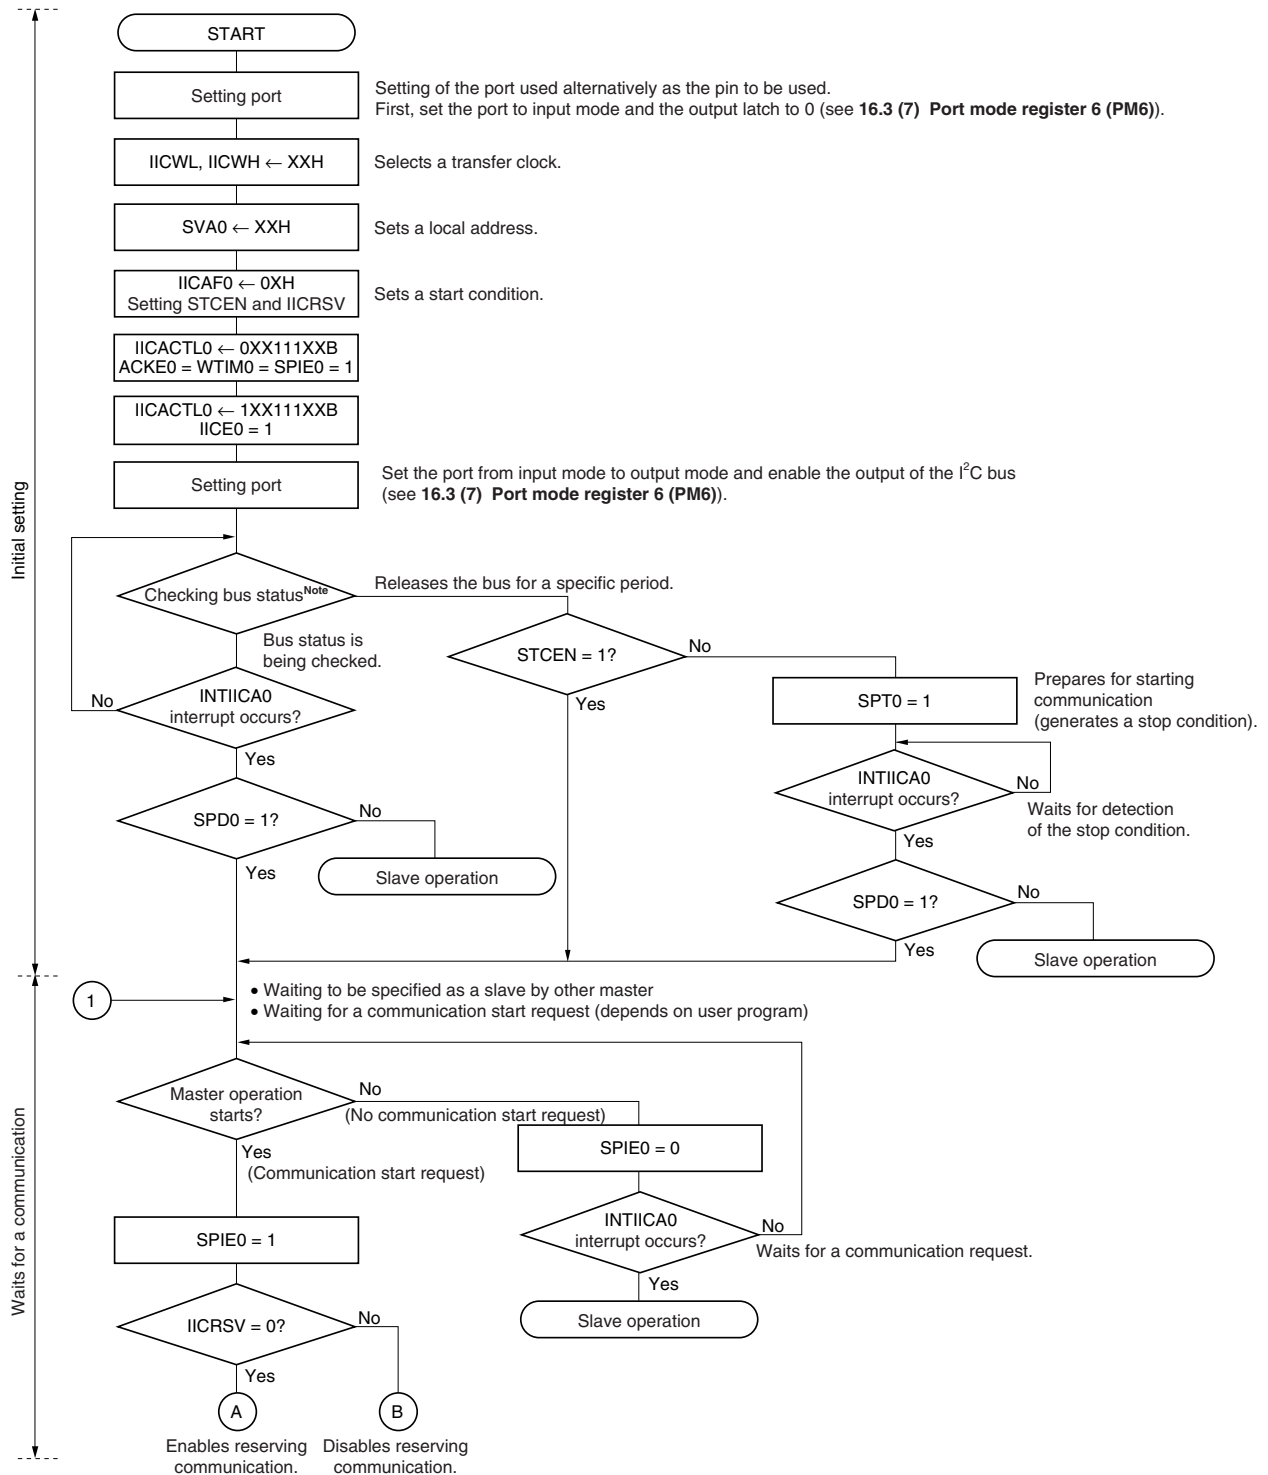 START
Setting port
Setting of the port used alternatively as the pin to be used.
First, set the port to input mode and the output latch to 0 (see 16.3 (7) Port mode register 6 (PM6)).
IICWL, IICWH ← XXH
Selects a transfer clock.
SVA0 ← XXH
Sets a local address.
IICAF0 ← 0XH
Setting STCEN and IICRSV
Sets a start condition.
IICACTL0 ← 0XX111XXB
ACKE0 = WTIM0 = SPIE0 = 1
IICACTL0 ← 1XX111XXB
IICE0 = 1
Setting port
Set the port from input mode to output mode and enable the output of the I2C bus
(see 16.3 (7) Port mode register 6 (PM6)).
Initial setting
Checking bus statusNote
Releases the bus for a specific period.
Bus status is
being checked.
STCEN = 1?
No
Yes
INTIICA0
interrupt occurs?
No
Yes
SPT0 = 1
Prepares for starting
communication
(generates a stop condition).
INTIICA0
interrupt occurs?
No
Waits for detection
of the stop condition.
Yes
SPD0 = 1?
No
Yes
Slave operation
SPD0 = 1?
No
Yes
Slave operation
1
• Waiting to be specified as a slave by other master
• Waiting for a communication start request (depends on user program)
Waits for a communication
Master operation
starts?
No
(No communication start request)
Yes
(Communication start request)
SPIE0 = 0
INTIICA0
interrupt occurs?
No
Waits for a communication request.
Yes
Slave operation
SPIE0 = 1
IICRSV = 0?
No
Yes
A
B
Enables reserving
communication.
Disables reserving
communication.